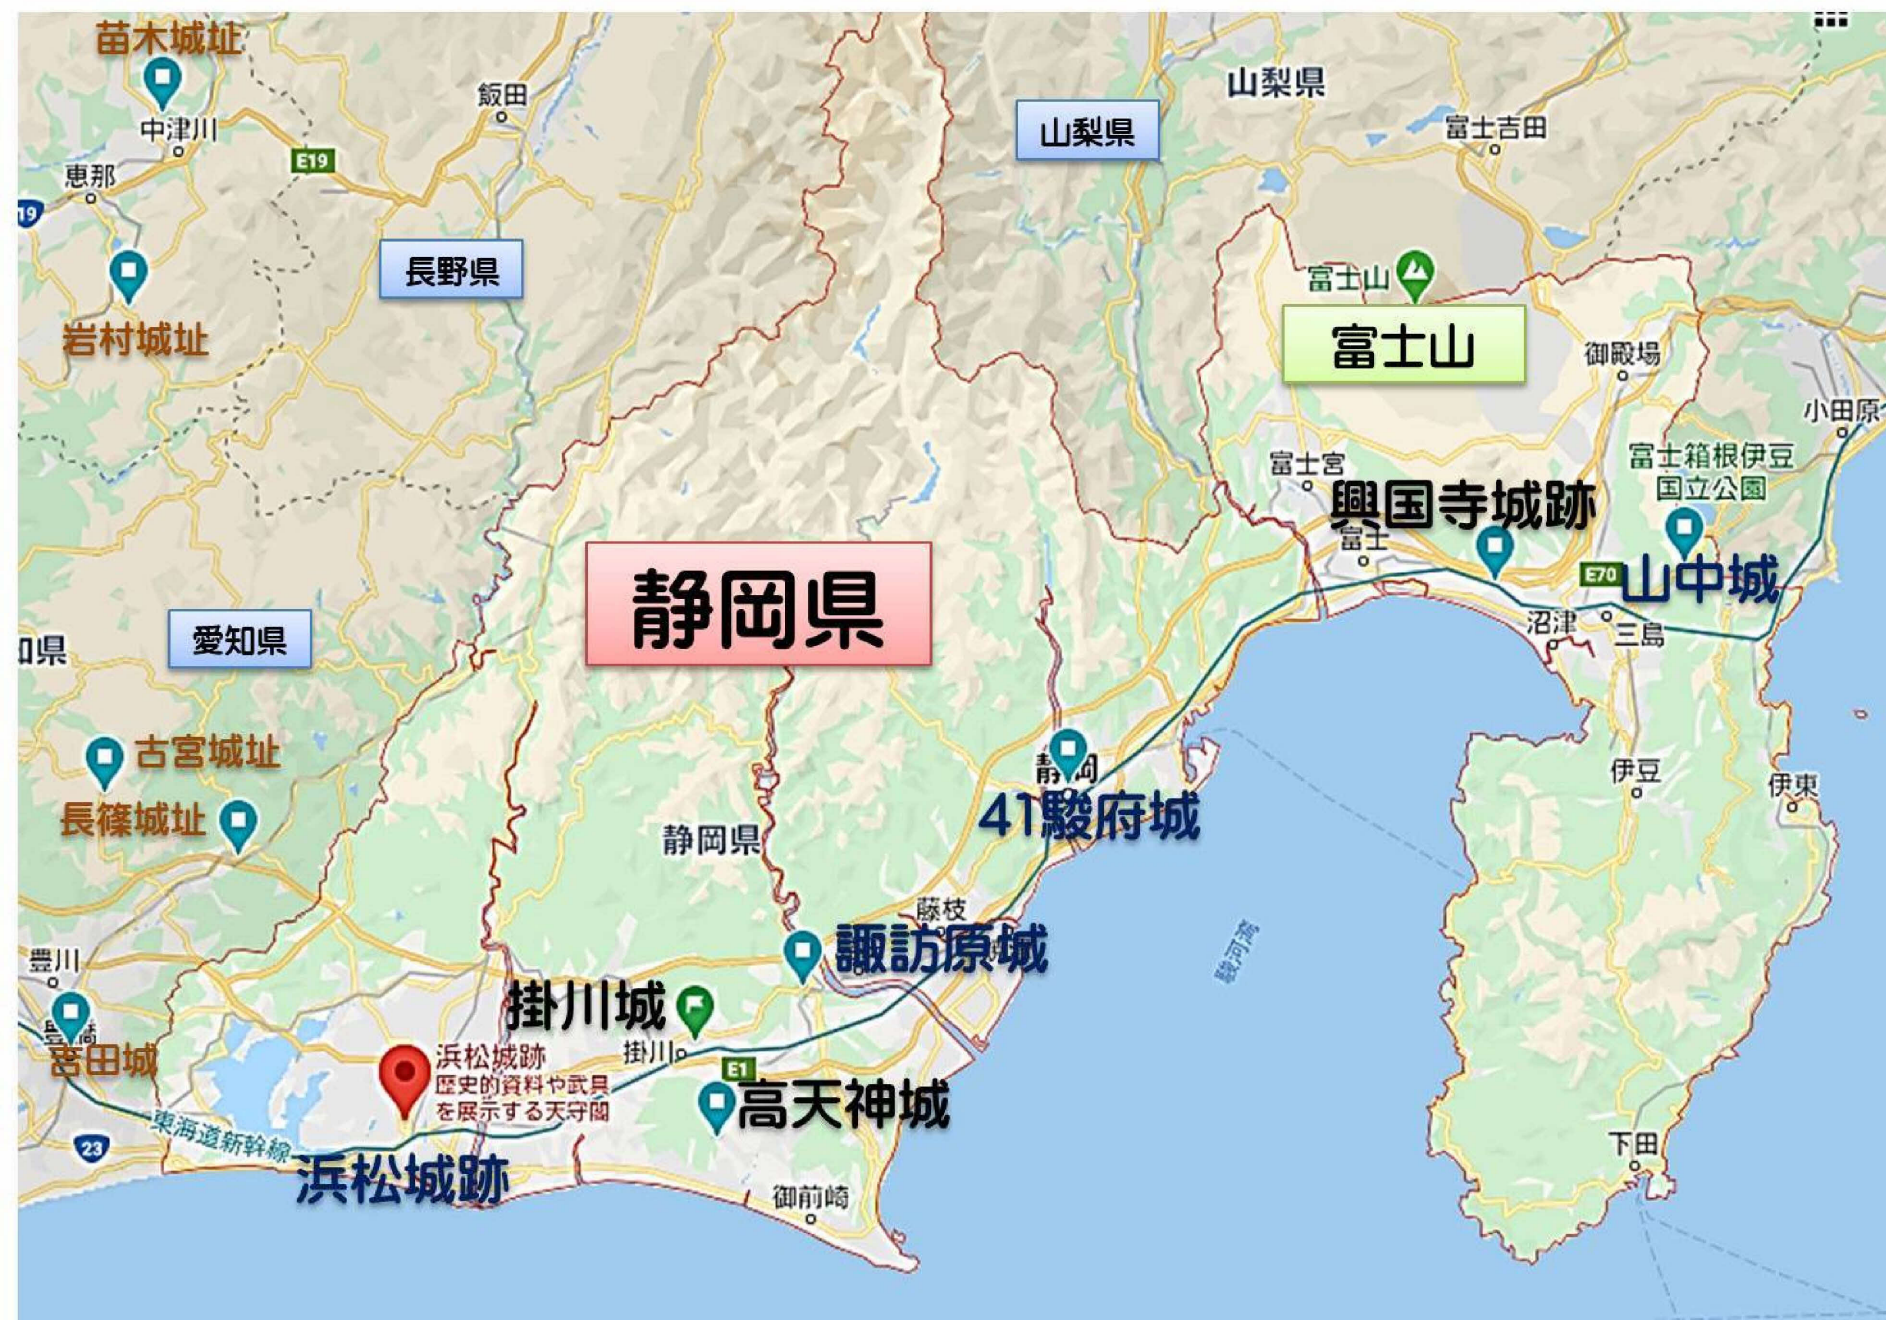 苗木城址
中津川
飯田
山梨県
山梨県
富士吉田
恵那
E19
19
長野県
岩村城址
富士山
富士山
御殿場
小田原
富士箱根伊豆
国立公園
富士宮
興国寺城跡
富士
静岡県
E70
山中城
沼津
三島
知県
愛知県
古宮城址
長篠城址
静岡
41駿府城
伊豆
伊東
静岡県
藤枝
諏訪原城
駿河湾
豊川
吉田城
掛川城
掛川
浜松城跡
歴史的資料や武具
を展示する天守閣
E1
高天神城
23
東海道新幹線
浜松城跡
御前崎
下田